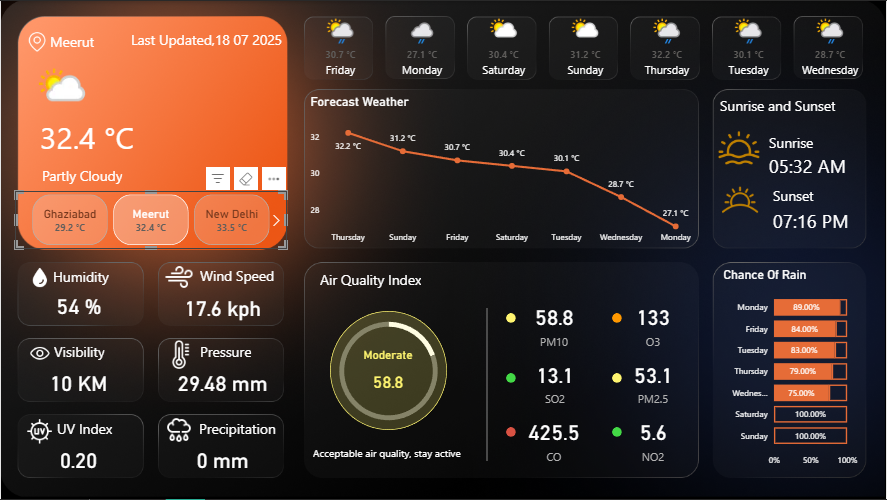 Meerut
Last Updated,18 07 2025
32.4 °C
Partly Cloudy
Ghaziabad
29.2 °C
Meerut
32.4 °C
New Delhi
33.5 °C
30.7 °C
Friday
27.1 °C
Monday
30.4 °C
Saturday
31.2 °C
Sunday
32.2 °C
Thursday
30.1 °C
Tuesday
28.7 °C
Wednesday
Forecast Weather
32
30
28
32.2 °C
31.2 °C
30.7 °C
30.4 °C
30.1 °C
28.7 °C
27.1 °C
Thursday
Sunday
Friday
Saturday
Tuesday
Wednesday
Monday
Sunrise and Sunset
Sunrise
05:32 AM
Sunset
07:16 PM
Humidity
54 %
Wind Speed
17.6 kph
Visibility
10 KM
Pressure
29.48 mm
UV
UV Index
0.20
Precipitation
0 mm
Air Quality Index
Moderate
58.8
Acceptable air quality, stay active
58.8
PM10
133
O3
13.1
SO2
53.1
PM2.5
425.5
CO
5.6
NO2
Chance Of Rain
Monday 89.00%
Friday 84.00%
Tuesday 83.00%
Thursday 79.00%
Wednes... 75.00%
Saturday 100.00%
Sunday 100.00%
0% 50% 100%